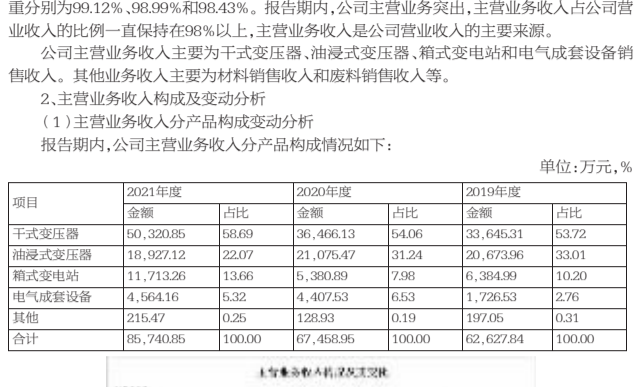 重分别为99.12%、98.99%和98.43%。报告期内,公司主营业务突出,主营业务收入占公司营
业收入的比例一直保持在98%以上,主营业务收入是公司营业收入的主要来源。
公司主营业务收入主要为干式变压器、油浸式变压器、箱式变电站和电气成套设备销
售收入。其他业务收入主要为材料销售收入和废料销售收入等。
2、主营业务收入构成及变动分析
(1)主营业务收入分产品构成变动分析
报告期内,公司主营业务收入分产品构成情况如下:
单位:万元,%
项目 2021年度 2020年度 2019年度
金额 占比 金额 占比 金额 占比
干式变压器 50,320.85 58.69 36,466.13 54.06 33,645.31 53.72
油浸式变压器 18,927.12 22.07 21,075.47 31.24 20,673.96 33.01
箱式变电站 11,713.26 13.66 5,380.89 7.98 6,384.99 10.20
电气成套设备 4,564.16 5.32 4,407.53 6.53 1,726.53 2.76
其他 215.47 0.25 128.93 0.19 197.05 0.31
合计 85,740.85 100.00 67,458.95 100.00 62,627.84 100.00
主营业务收入构成及其变化